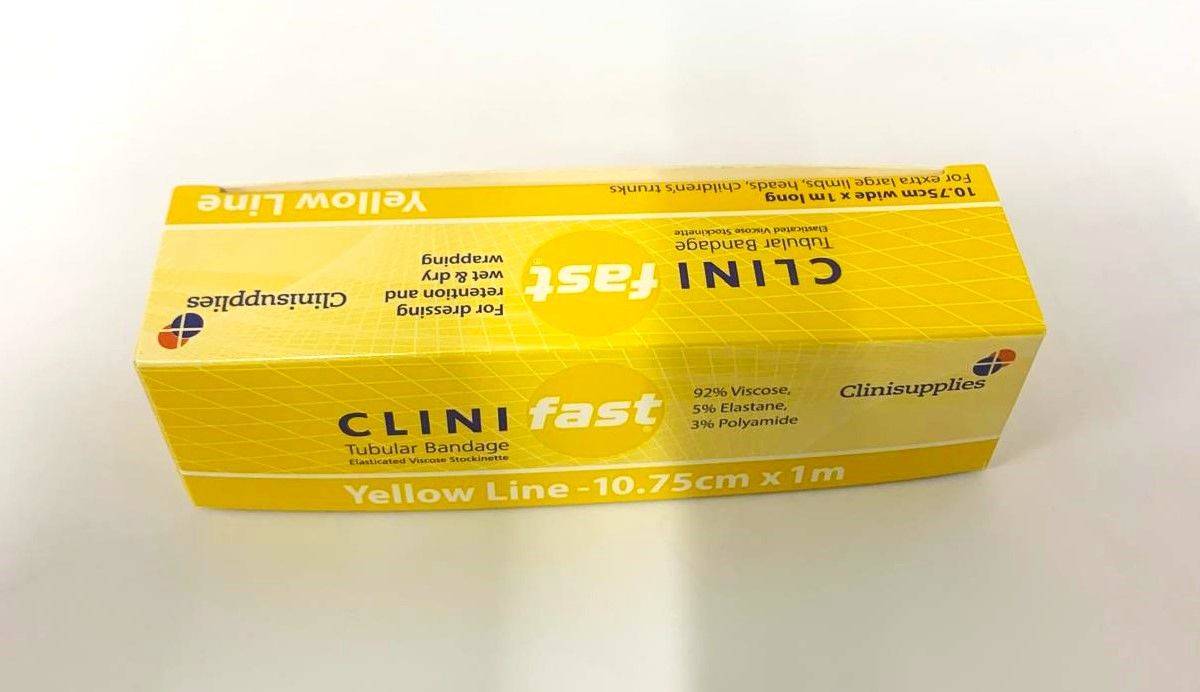 Yellow Line
10.75cm wide x 1m long
For extra large limbs, heads, children's trunks
CLINI fast®
Tubular Bandage
Elasticated Viscose Stockinette
For dressing
retention and
wet & dry
wrapping
Clinisupplies
CLINI fast®
Tubular Bandage
Elasticated Viscose Stockinette
92% Viscose,
5% Elastane,
3% Polyamide
Clinisupplies
Yellow Line - 10.75cm x 1m